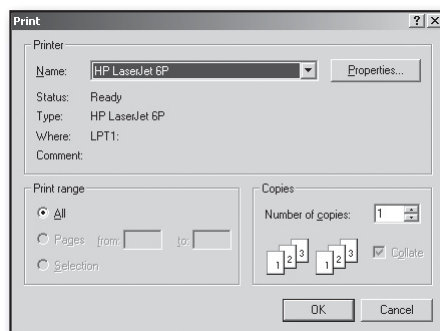 Print
Printer
Name: HP LaserJet 6P Properties...
Status: Ready
Type: HP LaserJet 6P
Where: LPT1:
Comment:
Print range Copies
All Number of copies: 1
Pages from: to:
Selection
1 2 3 1 2 3 Collate
OK Cancel